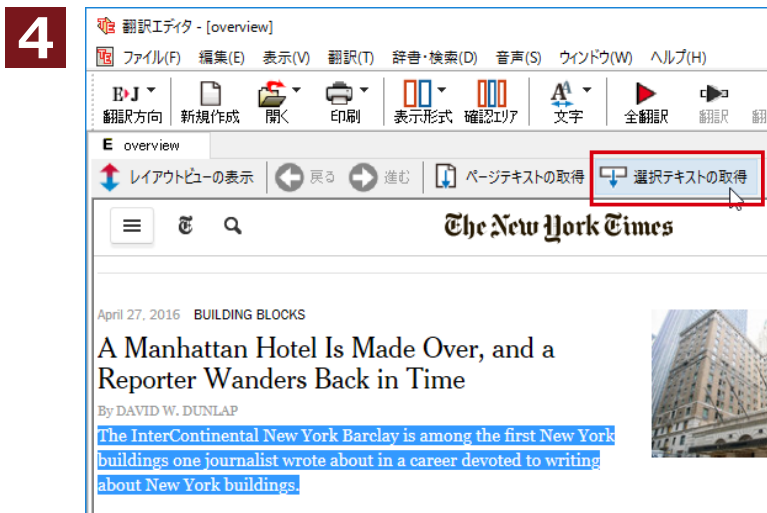 4
翻訳エディタ - [overview]
ファイル(F) 編集(E) 表示(V) 翻訳(T) 辞書・検索(D) 音声(S) ウィンドウ(W) ヘルプ(H)
E›J
翻訳方向 新規作成 開く 印刷 表示形式 確認エリア 文字 全翻訳 翻訳 翻
E overview
レイアウトビューの表示 戻る 進む ページテキストの取得 選択テキストの取得
The New York Times
April 27, 2016 BUILDING BLOCKS
A Manhattan Hotel Is Made Over, and a
Reporter Wanders Back in Time
By DAVID W. DUNLAP
The InterContinental New York Barclay is among the first New York
buildings one journalist wrote about in a career devoted to writing
about New York buildings.